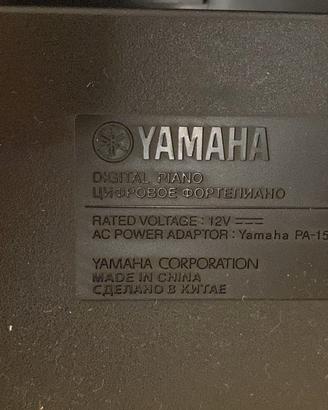 YAMAHA
DIGITAL PIANO
ЦИФРОВОЕ ФОРТЕПИАНО
RATED VOLTAGE : 12V
AC POWER ADAPTOR : Yamaha PA-15
YAMAHA CORPORATION
MADE IN CHINA
СДЕЛАНО В КИТАЕ